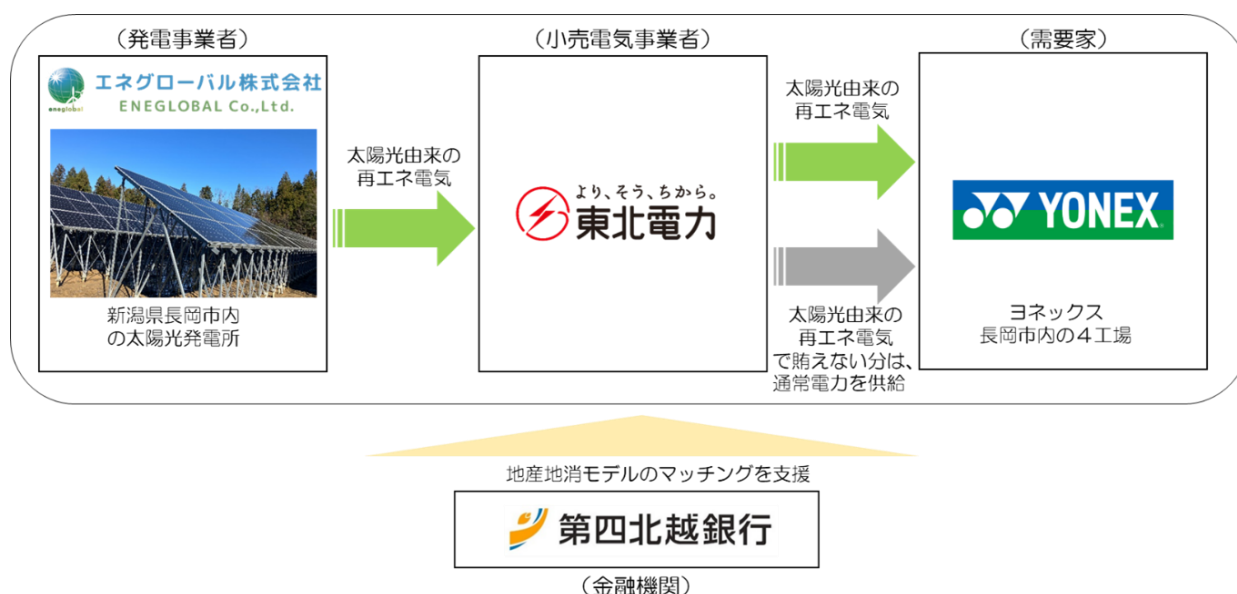 （発電事業者）
eneglobal
エネグローバル株式会社
ENEGLOBAL Co.,Ltd.
新潟県長岡市内
の太陽光発電所
太陽光由来の
再エネ電気
（小売電気事業者）
より、そう、ちから。
東北電力
太陽光由来の
再エネ電気
太陽光由来の
再エネ電気
で賄えない分は、
通常電力を供給
（需要家）
YONEX
ヨネックス
長岡市内の４工場
地産地消モデルのマッチングを支援
第四北越銀行
（金融機関）